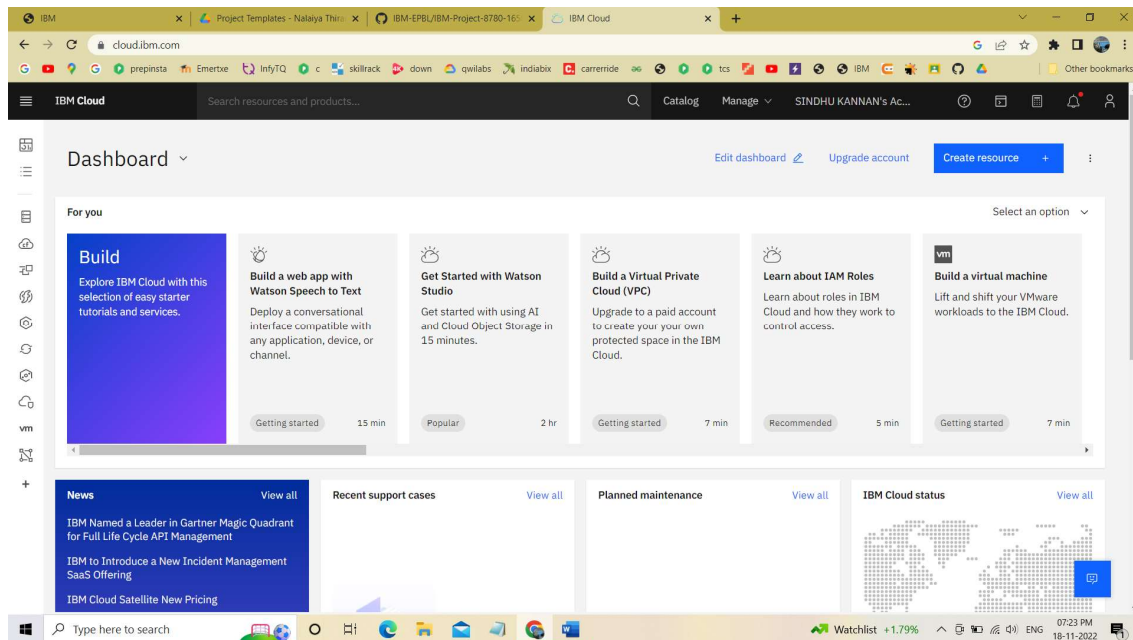 IBM
Project Templates - Nalaiya Thira
IBM-EPBL/IBM-Project-8780-165
IBM Cloud
cloud.ibm.com
prepinsta
Emertxe
InfyTQ
c
skillrack
down
qwilabs
indiabix
carrerride
tcs
IBM
Other bookmarks
IBM Cloud
Search resources and products...
Catalog
Manage
SINDHU KANNAN's Ac...
Dashboard
Edit dashboard
Upgrade account
Create resource +
For you
Select an option
Build
Explore IBM Cloud with this
selection of easy starter
tutorials and services.
Build a web app with
Watson Speech to Text
Deploy a conversational
interface compatible with
any application, device, or
channel.
Getting started
15 min
Get Started with Watson
Studio
Get started with using AI
and Cloud Object Storage in
15 minutes.
Popular
2 hr
Build a Virtual Private
Cloud (VPC)
Upgrade to a paid account
to create your your own
protected space in the IBM
Cloud.
Getting started
7 min
Learn about IAM Roles
Learn about roles in IBM
Cloud and how they work to
control access.
Recommended
5 min
vm
Build a virtual machine
Lift and shift your VMware
workloads to the IBM Cloud.
Getting started
7 min
vm
News
View all
IBM Named a Leader in Gartner Magic Quadrant
for Full Life Cycle API Management
IBM to Introduce a New Incident Management
SaaS Offering
IBM Cloud Satellite New Pricing
Recent support cases
View all
Planned maintenance
View all
IBM Cloud status
View all
Type here to search
Watchlist +1.79%
ENG
07:23 PM
18-11-2022